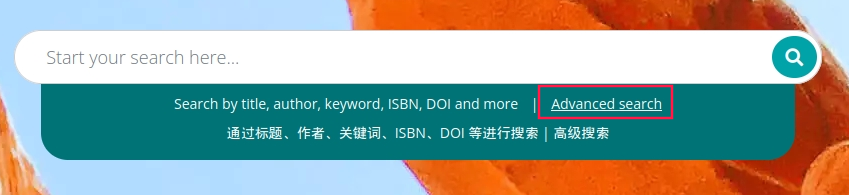 Start your search here...
Search by title, author, keyword, ISBN, DOI and more | Advanced search
通过标题、作者、关键词、ISBN、DOI 等进行搜索 | 高级搜索